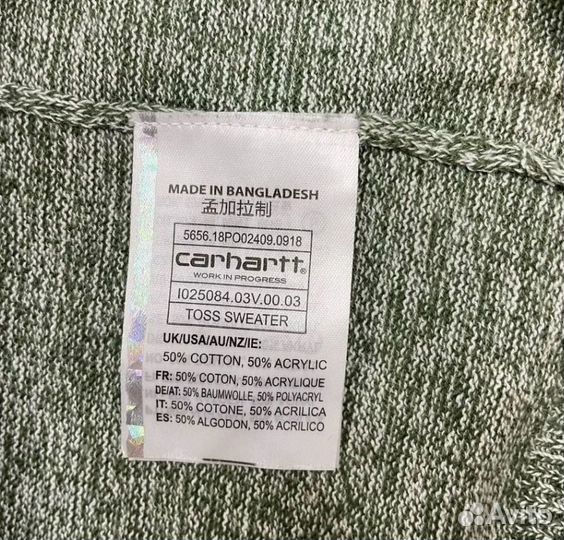 MADE IN BANGLADESH
孟加拉制
5656.18PO02409.0918
carhartt®
WORK IN PROGRESS
I025084.03V.00.03
TOSS SWEATER
UK/USA/AU/NZ/IE:
50% COTTON, 50% ACRYLIC
FR: 50% COTON, 50% ACRYLIQUE
DE/AT: 50% BAUMWOLLE, 50% POLYACRYL
IT: 50% COTONE, 50% ACRILICA
ES: 50% ALGODON, 50% ACRILICO
Avito